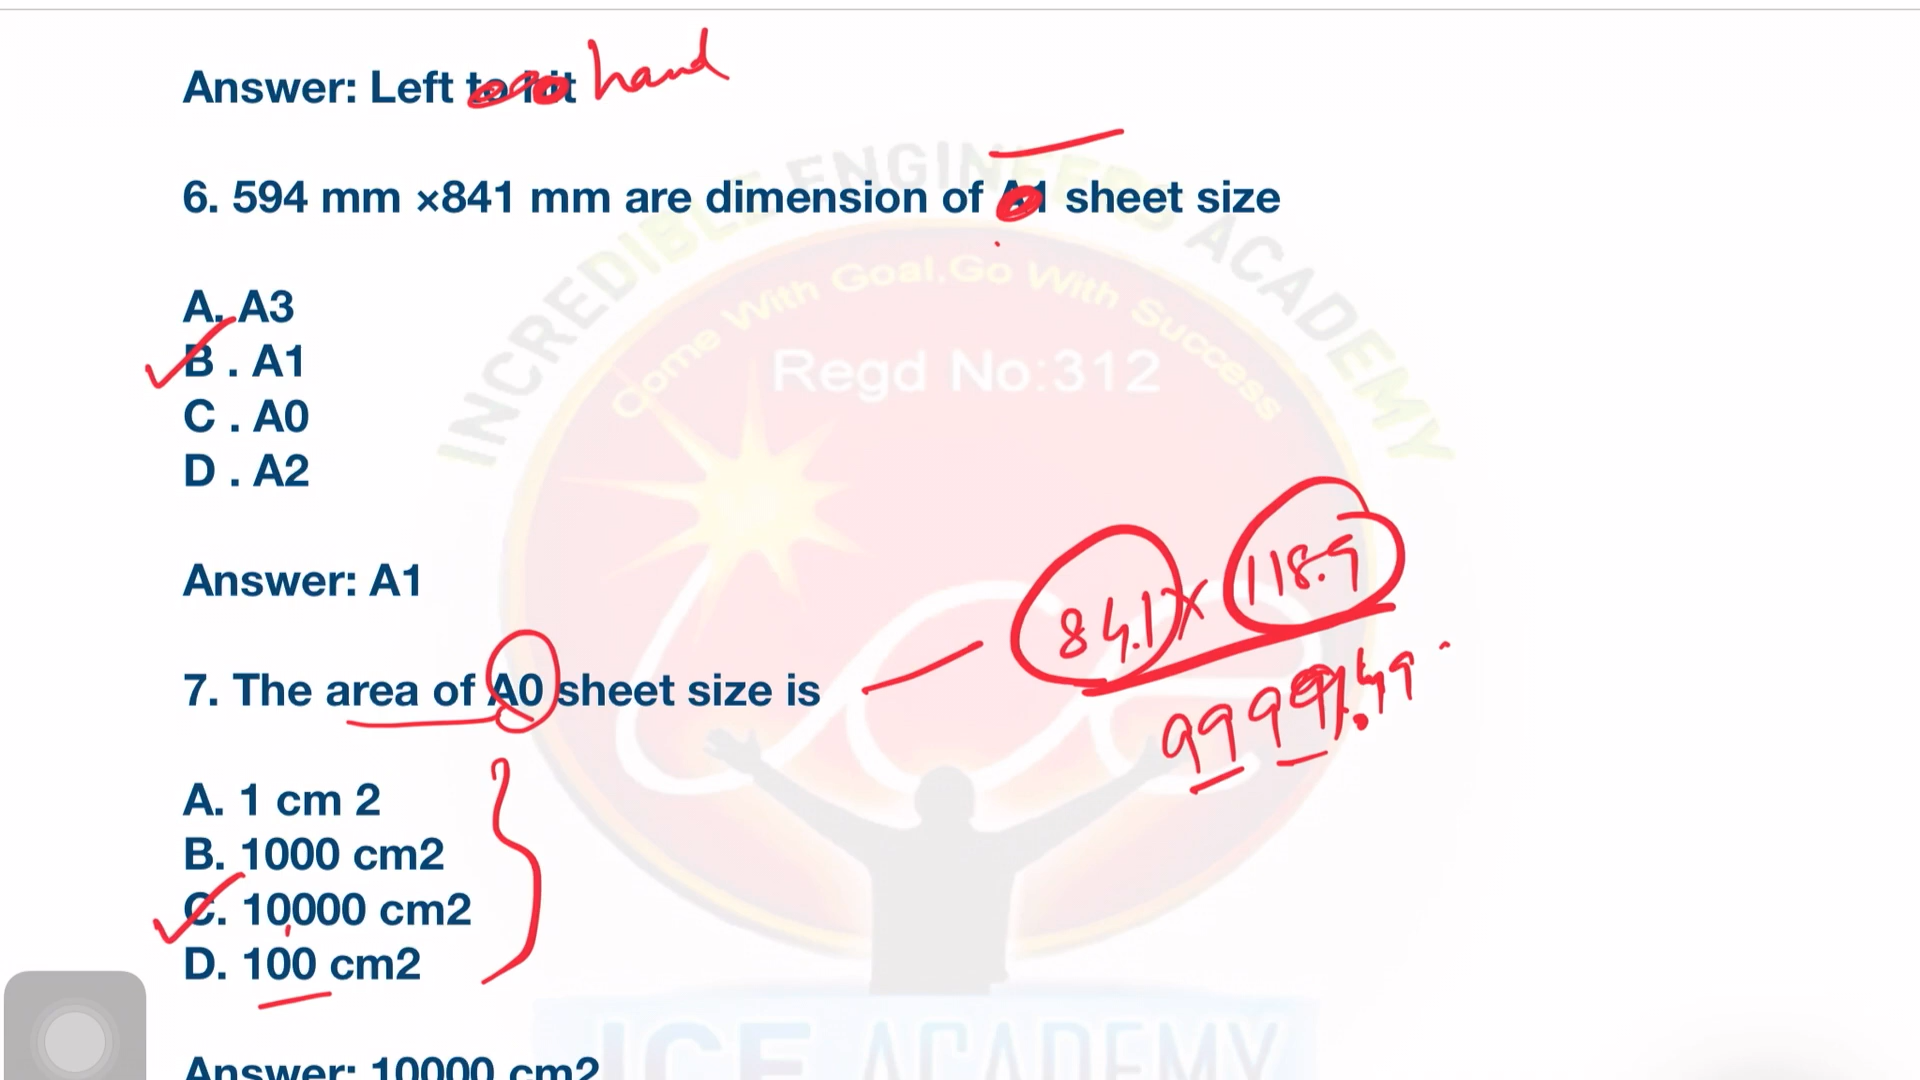 Answer: Left to hand
6. 594 mm ×841 mm are dimension of A1 sheet size
A. A3
B . A1
C . A0
D . A2
Answer: A1
84.1 × 118.9
7. The area of A0 sheet size is
9999.49
A. 1 cm 2
B. 1000 cm2
C. 10000 cm2
D. 100 cm2
Answer: 10000 cm2
INCREDIBLE ENGINEERS ACADEMY
Come With Goal,Go With Success
Regd No:312
ICE ACADEMY